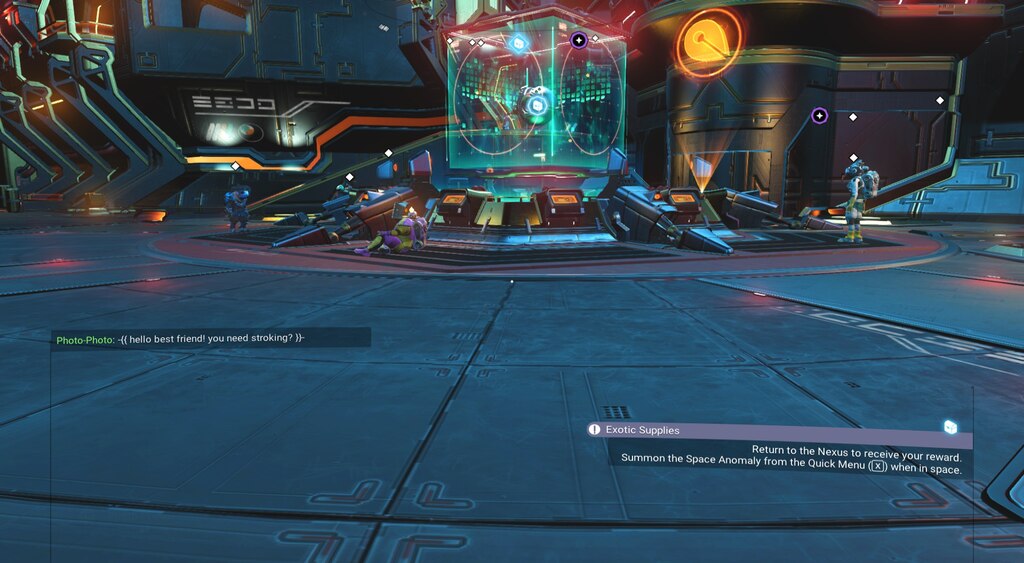 Photo-Photo: -{{ hello best friend! you need stroking? }}-
Exotic Supplies
Return to the Nexus to receive your reward.
Summon the Space Anomaly from the Quick Menu (X) when in space.